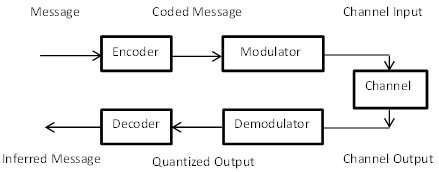 Message
Coded Message
Channel Input
Encoder
Modulator
Channel
Decoder
Demodulator
Inferred Message
Quantized Output
Channel Output